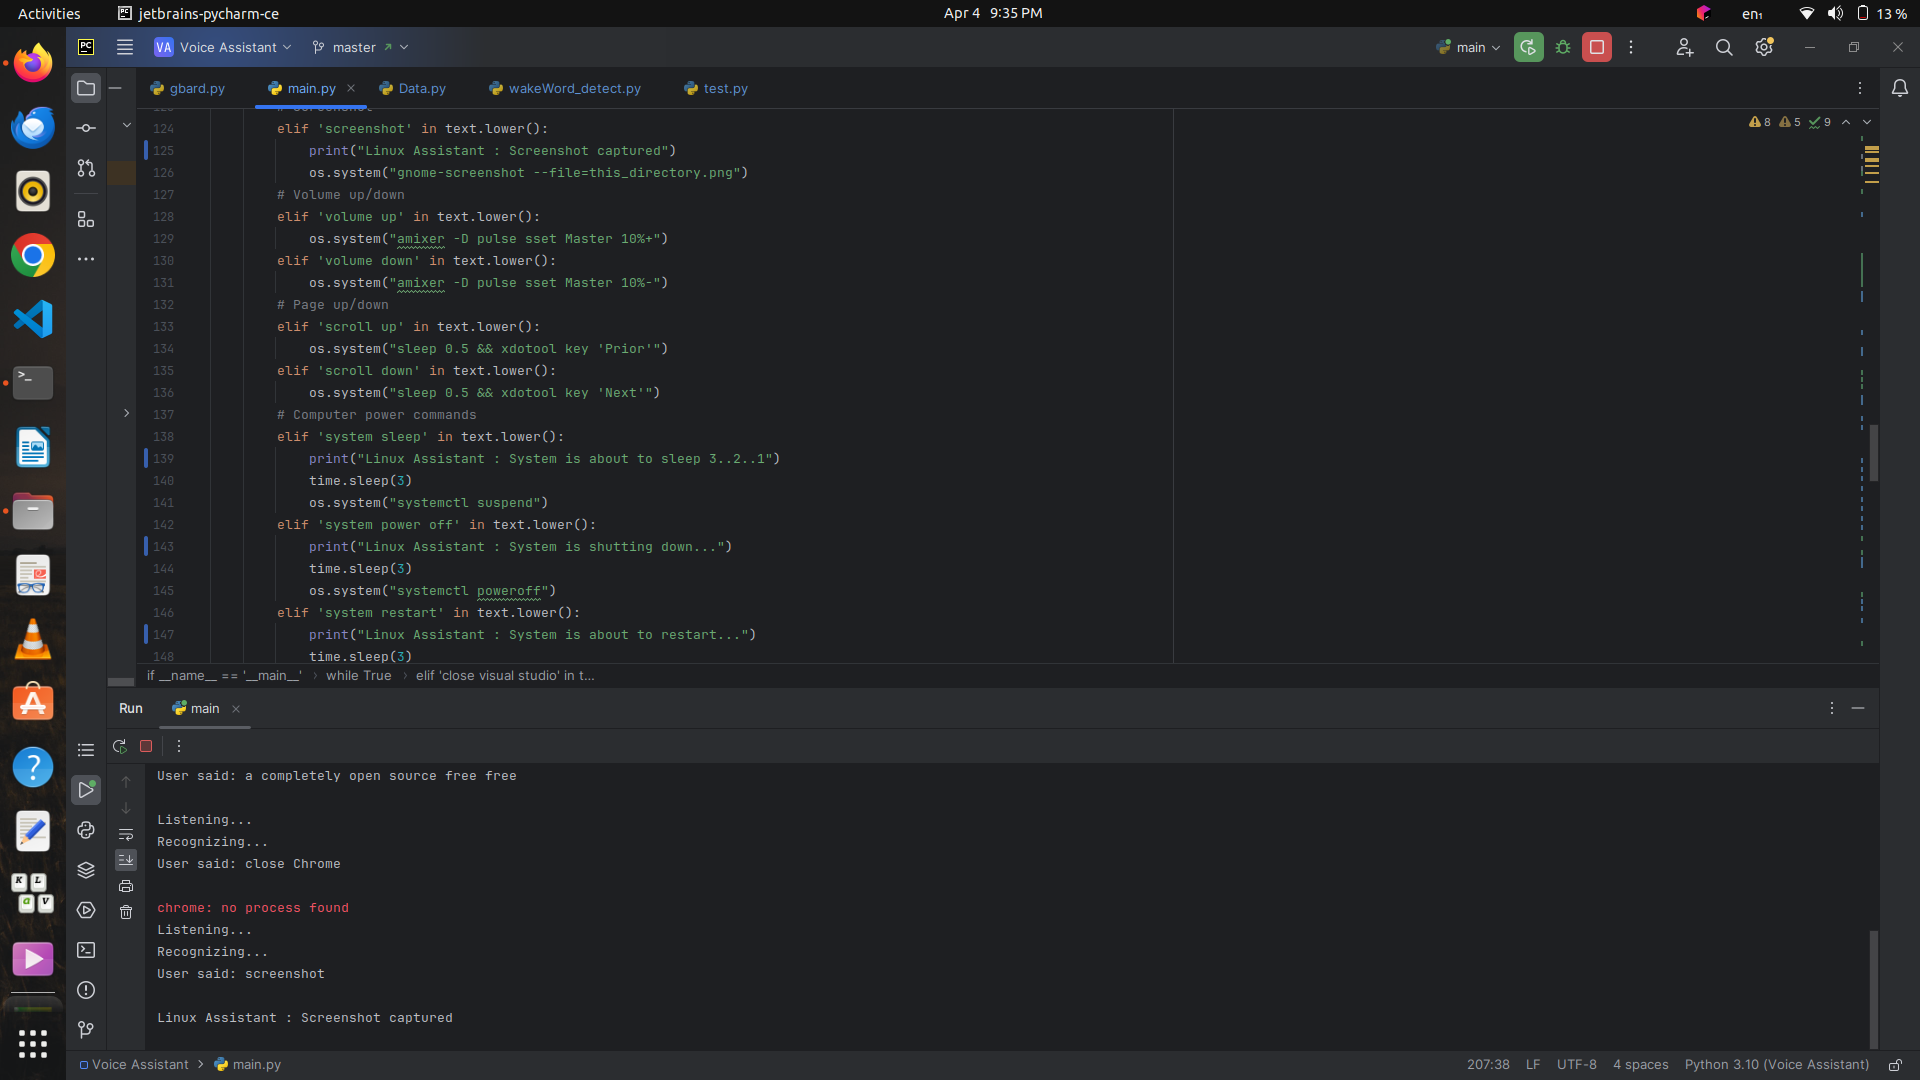 Activities jetbrains-pycharm-ce Apr 4 9:35 PM en₁ 13 %
PC VA Voice Assistant master main
gbard.py main.py Data.py wakeWord_detect.py test.py
124 elif 'screenshot' in text.lower(): 8 5 9
125 print("Linux Assistant : Screenshot captured")
126 os.system("gnome-screenshot --file=this_directory.png")
127 # Volume up/down
128 elif 'volume up' in text.lower():
129 os.system("amixer -D pulse sset Master 10%+")
130 elif 'volume down' in text.lower():
131 os.system("amixer -D pulse sset Master 10%-")
132 # Page up/down
133 elif 'scroll up' in text.lower():
134 os.system("sleep 0.5 && xdotool key 'Prior'")
135 elif 'scroll down' in text.lower():
136 os.system("sleep 0.5 && xdotool key 'Next'")
137 # Computer power commands
138 elif 'system sleep' in text.lower():
139 print("Linux Assistant : System is about to sleep 3..2..1")
140 time.sleep(3)
141 os.system("systemctl suspend")
142 elif 'system power off' in text.lower():
143 print("Linux Assistant : System is shutting down...")
144 time.sleep(3)
145 os.system("systemctl poweroff")
146 elif 'system restart' in text.lower():
147 print("Linux Assistant : System is about to restart...")
148 time.sleep(3)
if __name__ == '__main__' › while True › elif 'close visual studio' in t...
Run main
User said: a completely open source free free
Listening...
Recognizing...
User said: close Chrome
chrome: no process found
Listening...
Recognizing...
User said: screenshot
Linux Assistant : Screenshot captured
Voice Assistant > main.py 207:38 LF UTF-8 4 spaces Python 3.10 (Voice Assistant)